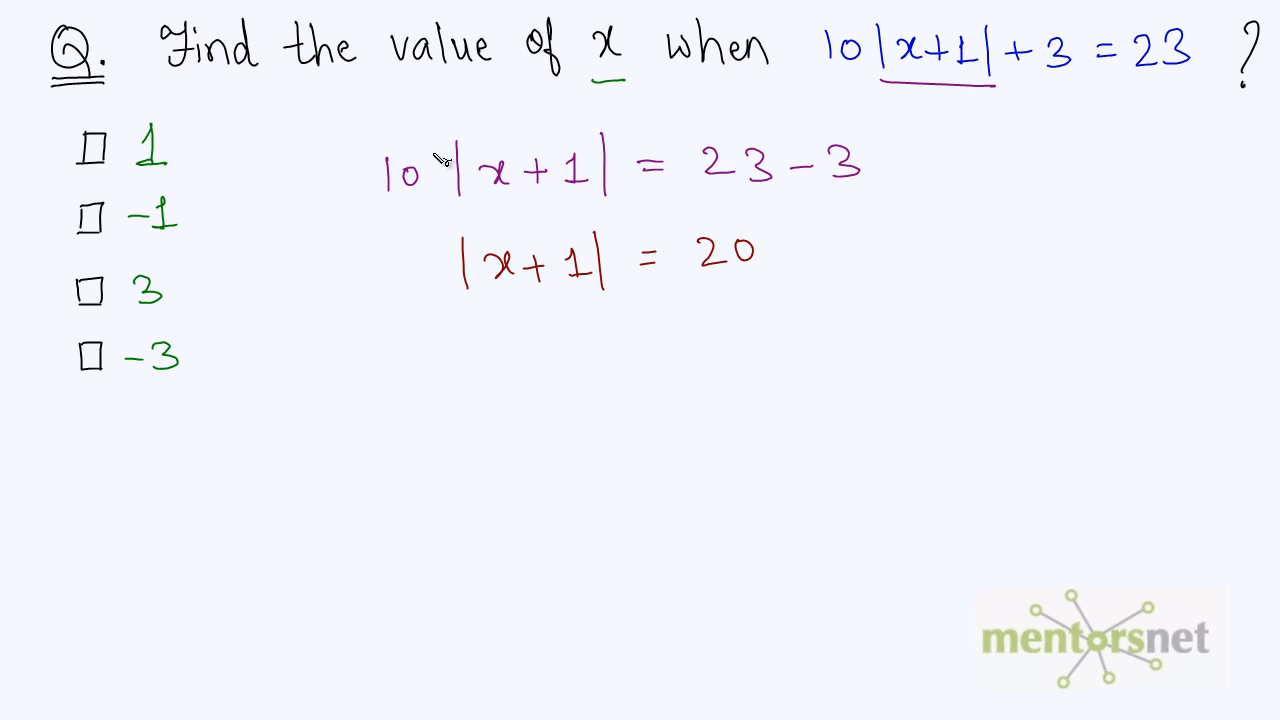 Q. Find the value of x when 10|x+1|+3=23 ?
□ 1
10|x+1| = 23-3
□ -1
|x+1| = 20
□ 3
□ -3
mentorsnet